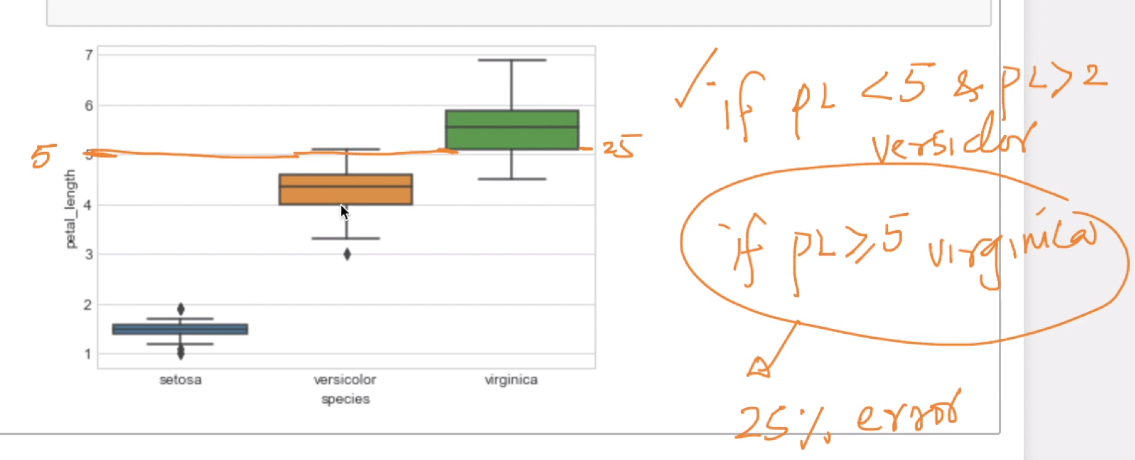 7
6
5
4
3
2
1
petal_length
setosa
versicolor
virginica
species
5
25
✓ - if PL <5 & PL>2
versiclor
if PL≥5 virginica
25% error